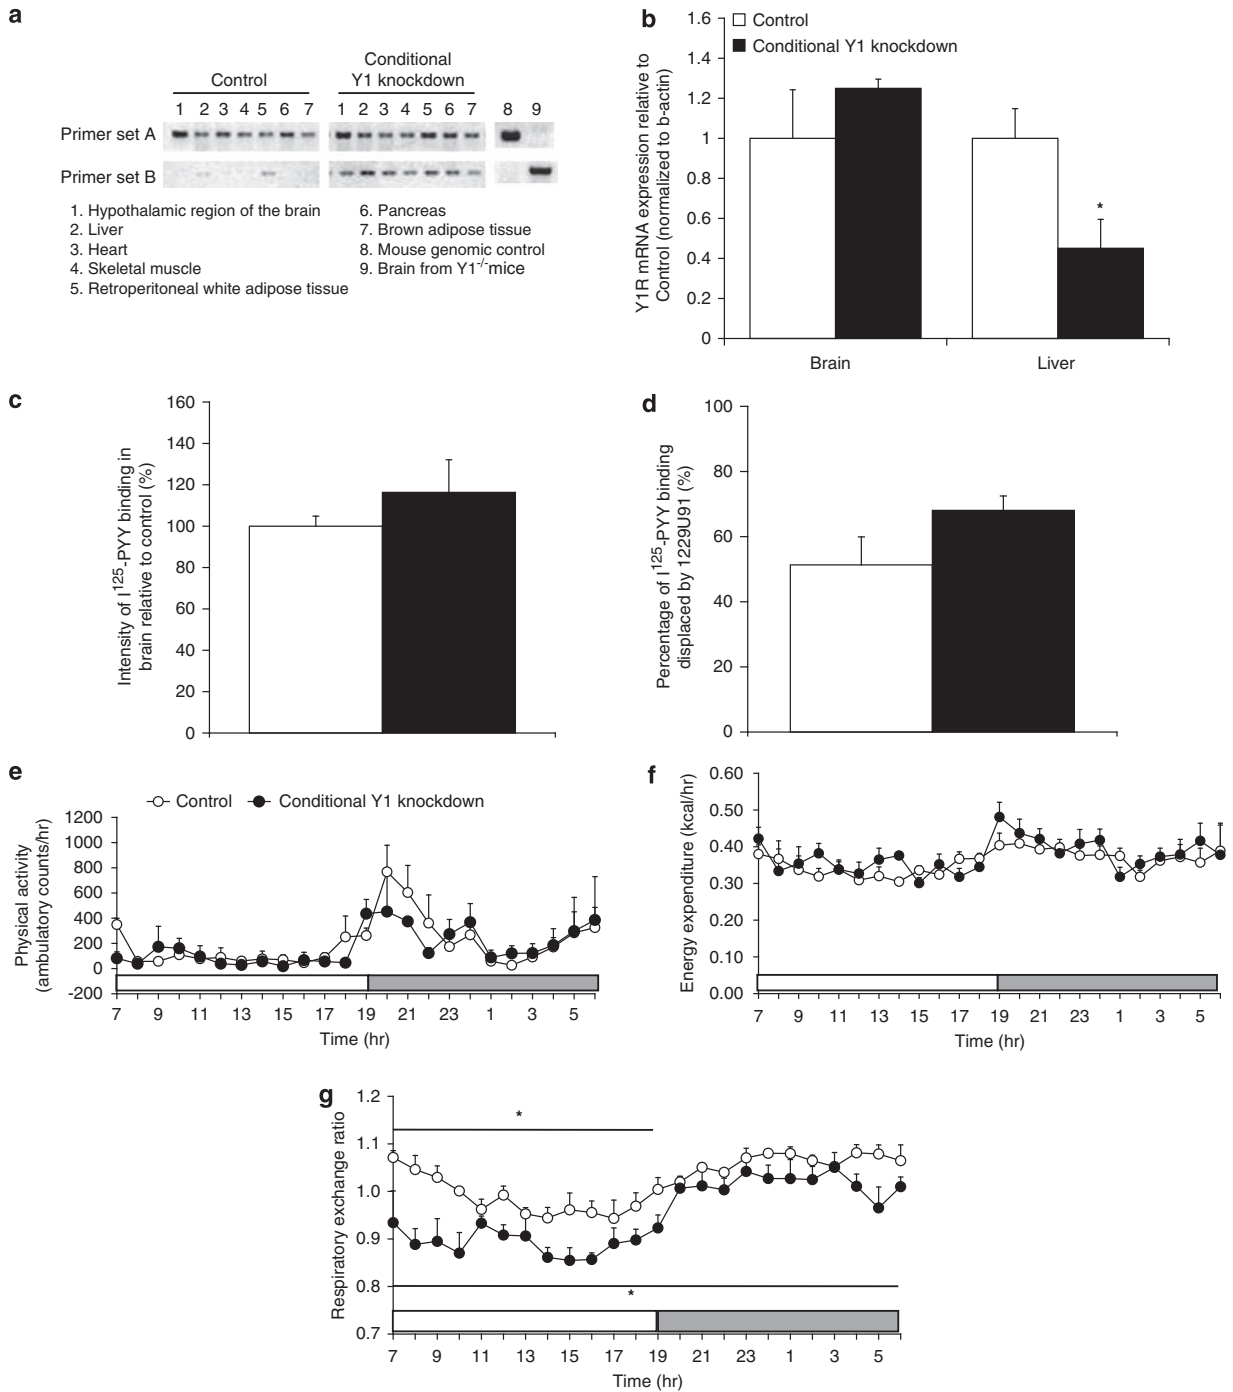 a
Control
Conditional
Y1 knockdown
1 2 3 4 5 6 7
1 2 3 4 5 6 7
8 9
Primer set A
Primer set B
1. Hypothalamic region of the brain
2. Liver
3. Heart
4. Skeletal muscle
5. Retroperitoneal white adipose tissue
6. Pancreas
7. Brown adipose tissue
8. Mouse genomic control
9. Brain from Y1-/-mice
b
Control
Conditional Y1 knockdown
Y1R mRNA expression relative to
Control (normalized to b-actin)
1.6
1.4
1.2
1
0.8
0.6
0.4
0.2
0
*
Brain
Liver
c
Intensity of I125-PYY binding in
brain relative to control (%)
160
140
120
100
80
60
40
20
0
d
Percentage of I125-PYY binding
displaced by 1229U91 (%)
100
80
60
40
20
0
e
Control
Conditional Y1 knockdown
Physical activity
(ambulatory counts/hr)
1200
1000
800
600
400
200
0
-200
7 9 11 13 15 17 19 21 23 1 3 5
Time (hr)
f
Energy expenditure (kcal/hr)
0.60
0.50
0.40
0.30
0.20
0.10
0.00
7 9 11 13 15 17 19 21 23 1 3 5
Time (hr)
g
Respiratory exchange ratio
1.2
1.1
1.0
0.9
0.8
0.7
*
*
7 9 11 13 15 17 19 21 23 1 3 5
Time (hr)